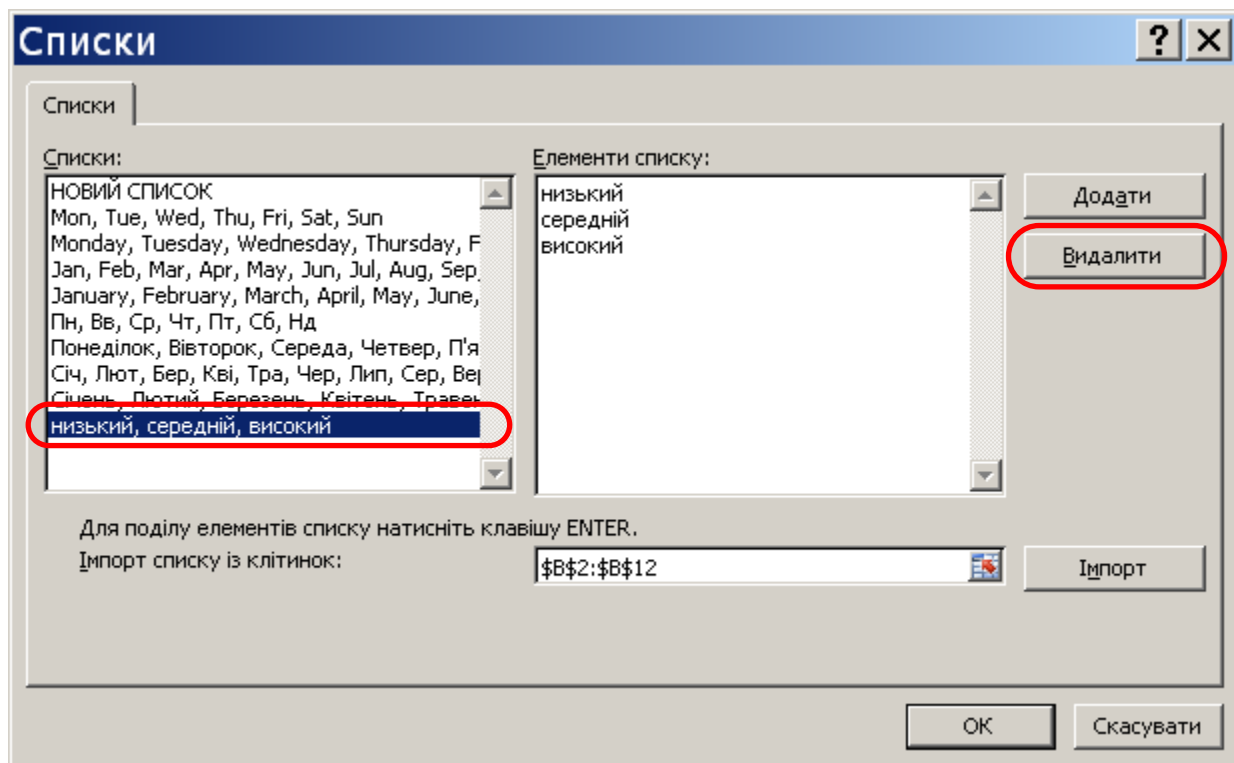 Списки
Списки
Списки:
НОВИЙ СПИСОК
Mon, Tue, Wed, Thu, Fri, Sat, Sun
Monday, Tuesday, Wednesday, Thursday, F
Jan, Feb, Mar, Apr, May, Jun, Jul, Aug, Sep,
January, February, March, April, May, June,
Пн, Вв, Ср, Чт, Пт, Сб, Нд
Понеділок, Вівторок, Середа, Четвер, П'я
Січ, Лют, Бер, Кві, Тра, Чер, Лип, Сер, Вер
Січень, Лютий, Березень, Квітень, Травен
низький, середній, високий
Елементи списку:
низький
середній
високий
Додати
Видалити
Для поділу елементів списку натисніть клавішу ENTER.
Імпорт списку із клітинок:
$B$2:$B$12
Імпорт
ОК
Скасувати